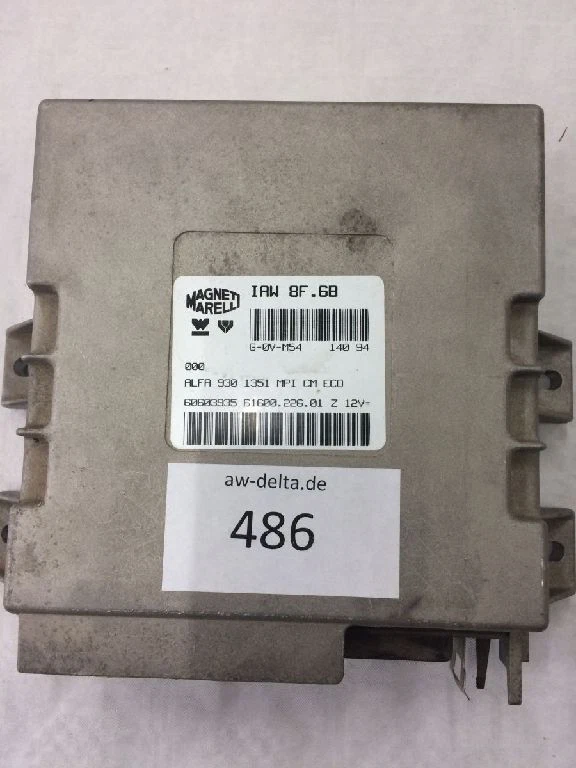 MAGNETI
MARELLI
IAW 8F.6B
G-0V-M54 140 94
000
ALFA 930 1351 MPI CM ECO
60603935 61600.226.01 Z 12V=
aw-delta.de
486